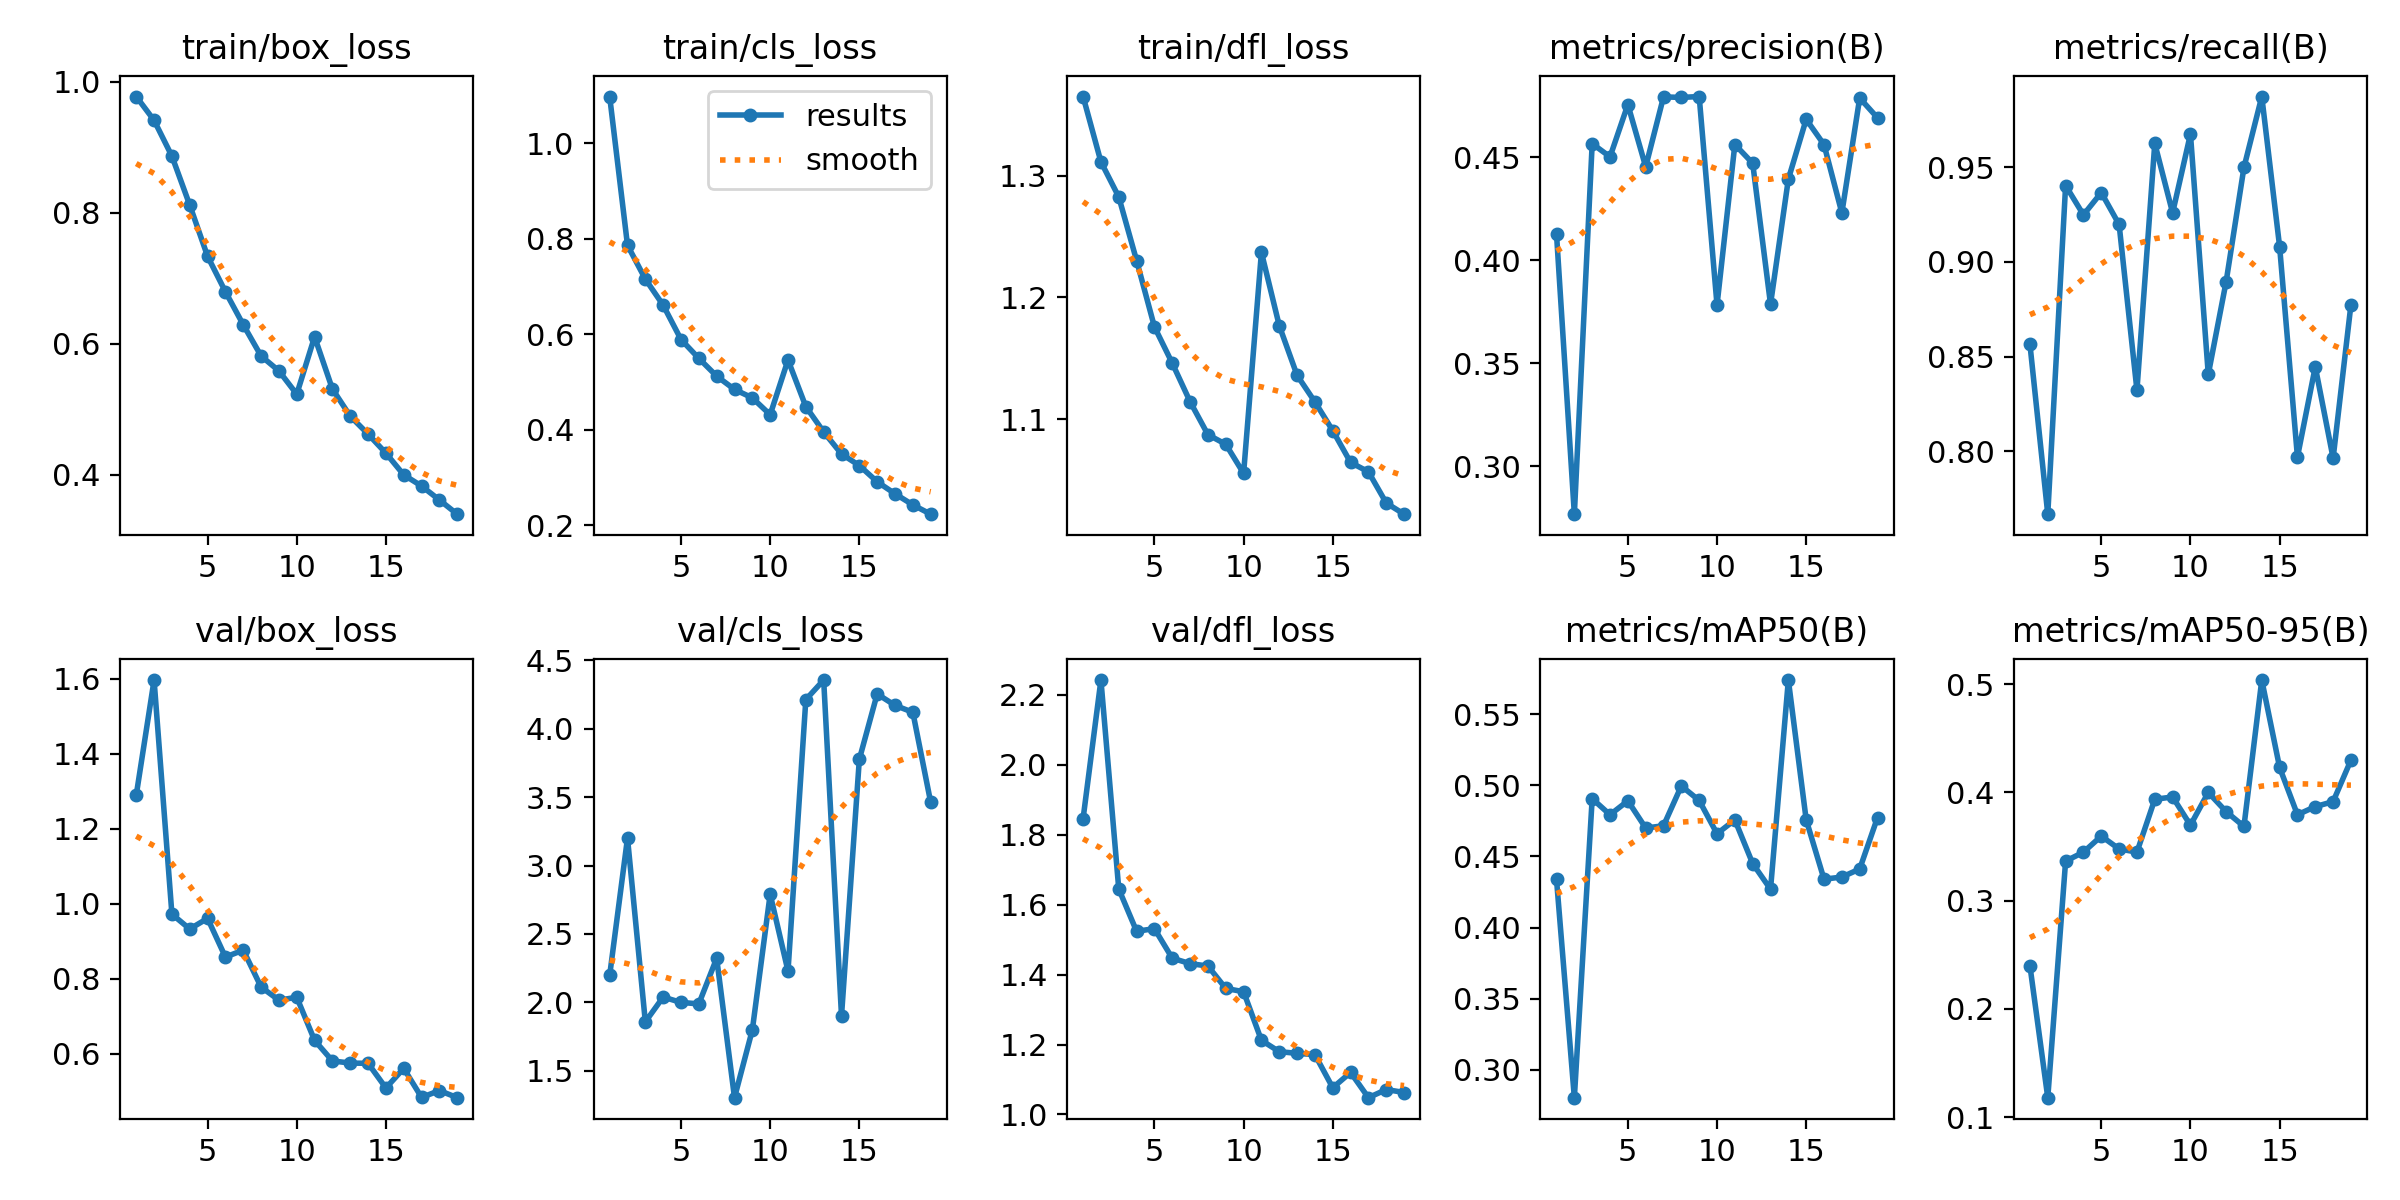 train/box_loss
train/cls_loss
train/dfl_loss
metrics/precision(B)
metrics/recall(B)
1.0
0.8
0.6
0.4
5 10 15
results
smooth
1.0
0.8
0.6
0.4
0.2
5 10 15
1.3
1.2
1.1
5 10 15
0.45
0.40
0.35
0.30
5 10 15
0.95
0.90
0.85
0.80
5 10 15
val/box_loss
val/cls_loss
val/dfl_loss
metrics/mAP50(B)
metrics/mAP50-95(B)
1.6
1.4
1.2
1.0
0.8
0.6
5 10 15
4.5
4.0
3.5
3.0
2.5
2.0
1.5
5 10 15
2.2
2.0
1.8
1.6
1.4
1.2
1.0
5 10 15
0.55
0.50
0.45
0.40
0.35
0.30
5 10 15
0.5
0.4
0.3
0.2
0.1
5 10 15